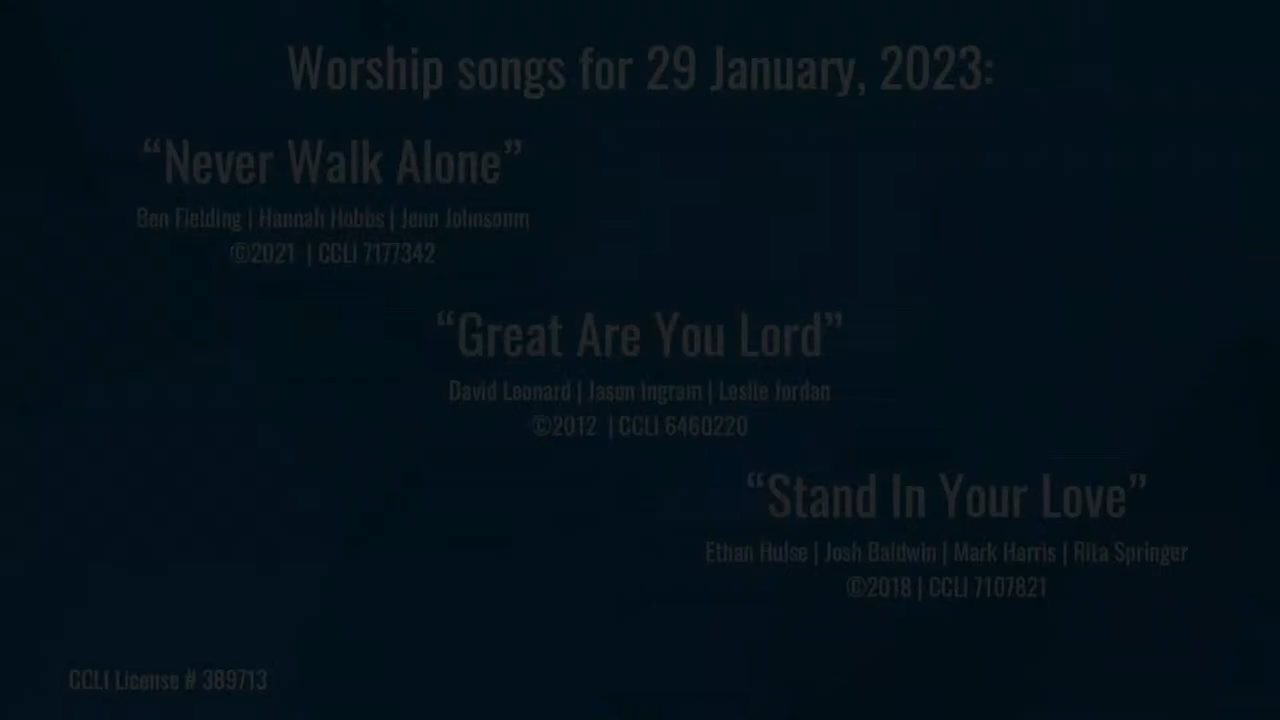 Worship songs for 29 January, 2023:
“Never Walk Alone”
Ben Fielding | Hannah Hobbs | Jenn Johnsonm
©2021 | CCLI 7177342
“Great Are You Lord”
David Leonard | Jason Ingram | Leslie Jordan
©2012 | CCLI 6460220
“Stand In Your Love”
Ethan Hulse | Josh Baldwin | Mark Harris | Rita Springer
©2018 | CCLI 7107821
CCLI License # 389713